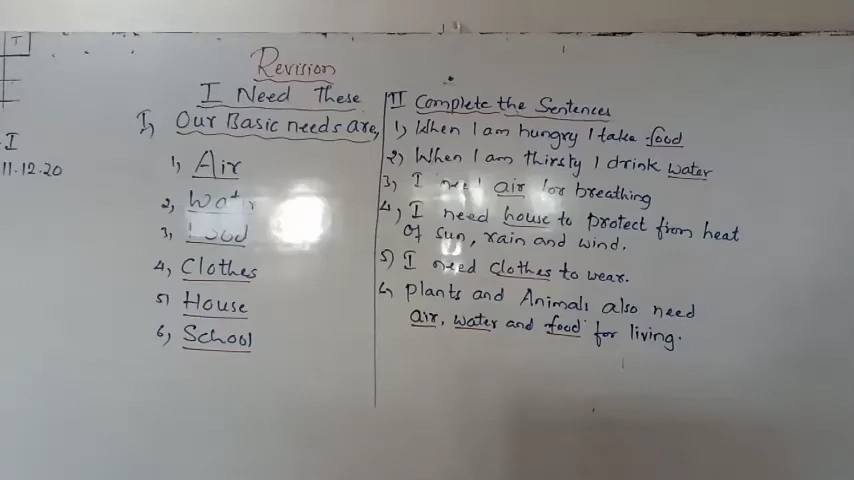 T
I
11.12.20
Revision
I Need These
I, Our Basic needs are,
1, Air
2, Water
3, Food
4, Clothes
5) House
6, School
II Complete the Sentences
1) When I am hungry I take food
2) When I am thirsty I drink water
3, I need air for breathing
4, I need house to protect from heat
of sun, rain and wind.
5) I need clothes to wear.
6, Plants and Animals also need
air, water and food for living.